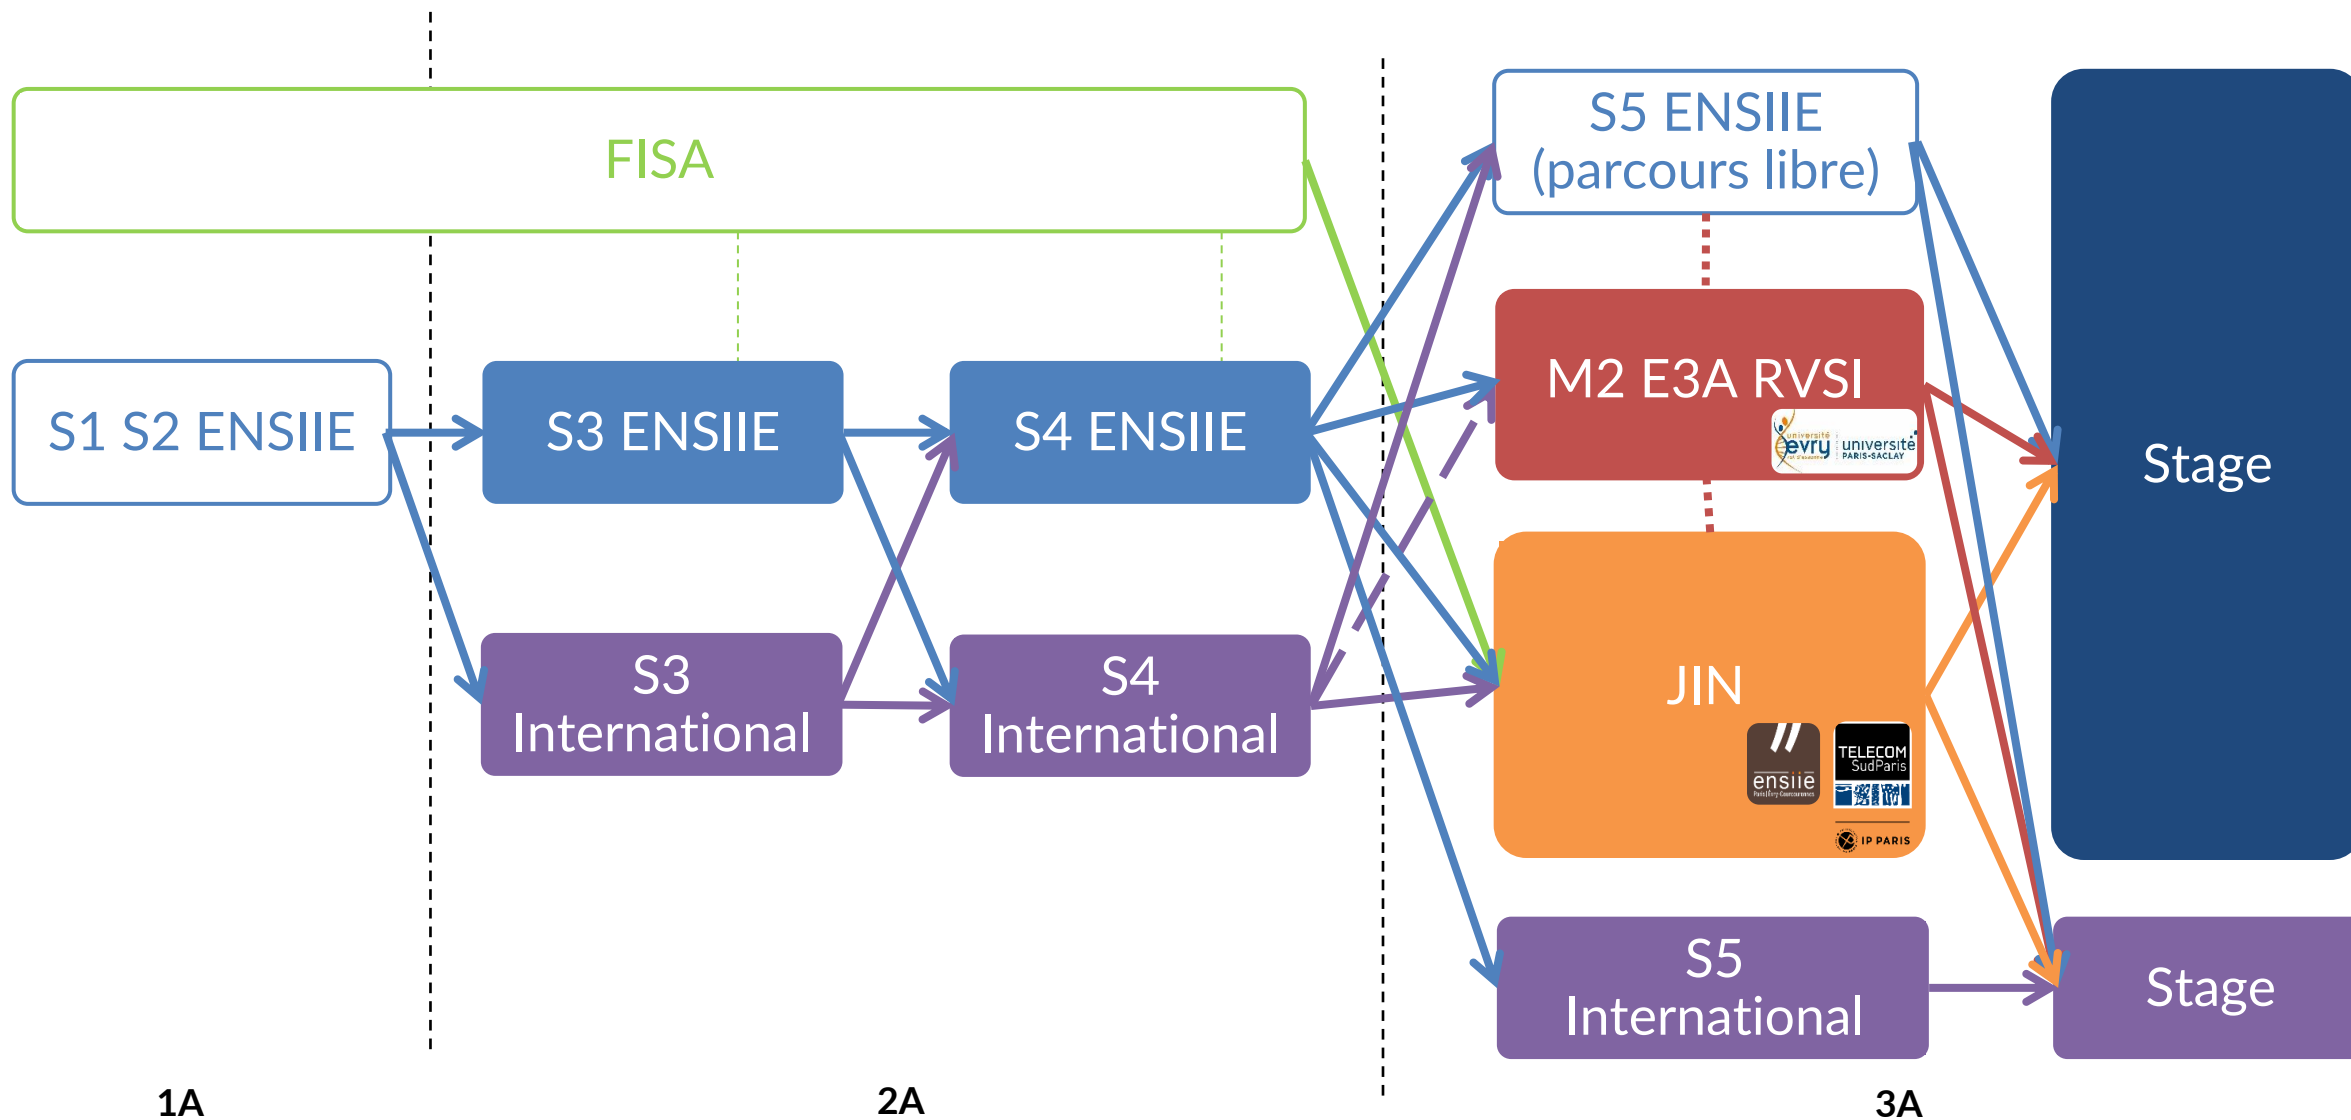 FISA
S5 ENSIIE
(parcours libre)
S1 S2 ENSIIE
S3 ENSIIE
S4 ENSIIE
M2 E3A RVSI
université
evry
université
PARIS-SACLAY
Stage
S3
International
S4
International
JIN
ensiie
TELECOM
SudParis
IP PARIS
S5
International
Stage
1A
2A
3A